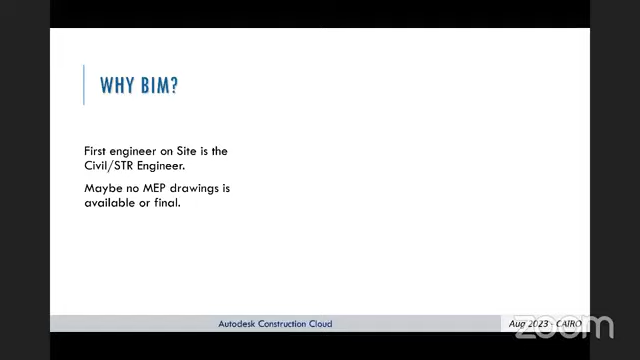 WHY BIM?
First engineer on Site is the
Civil/STR Engineer.
Maybe no MEP drawings is
available or final.
Autodesk Construction Cloud
Aug 2023 - CAIRO
zoom